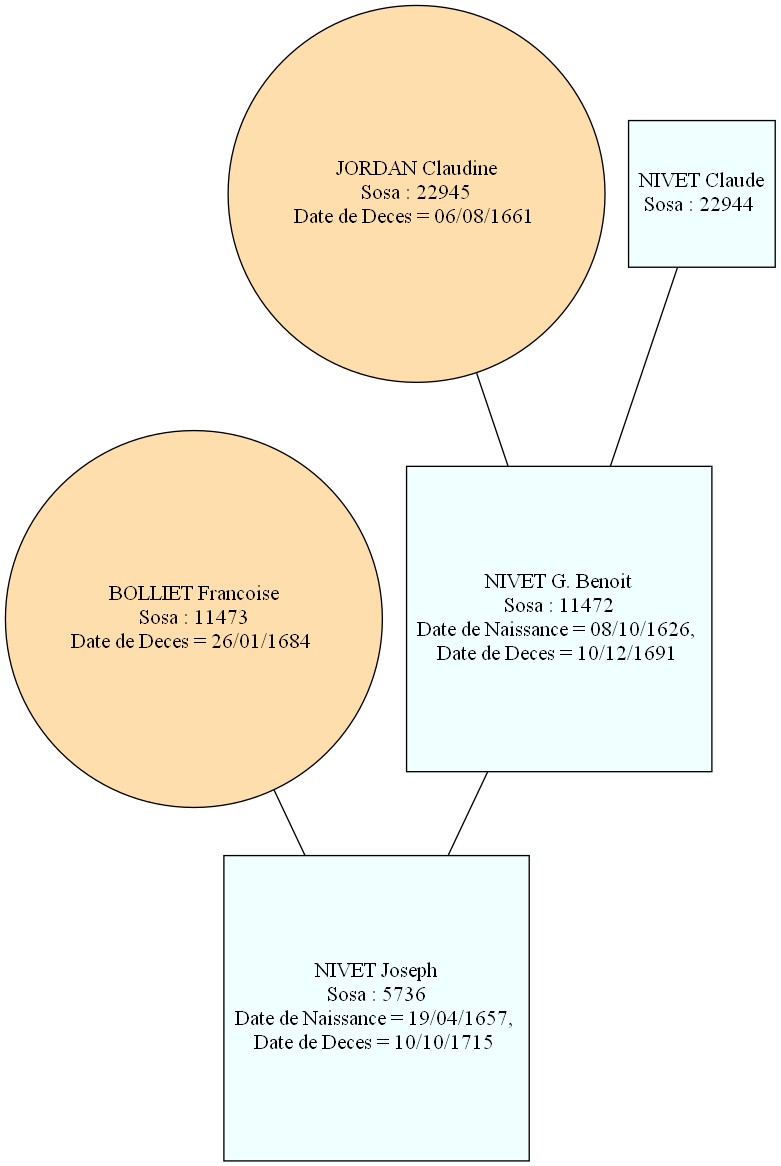 JORDAN Claudine
Sosa : 22945
Date de Deces = 06/08/1661
NIVET Claude
Sosa : 22944
BOLLIET Francoise
Sosa : 11473
Date de Deces = 26/01/1684
NIVET G. Benoit
Sosa : 11472
Date de Naissance = 08/10/1626,
Date de Deces = 10/12/1691
NIVET Joseph
Sosa : 5736
Date de Naissance = 19/04/1657,
Date de Deces = 10/10/1715